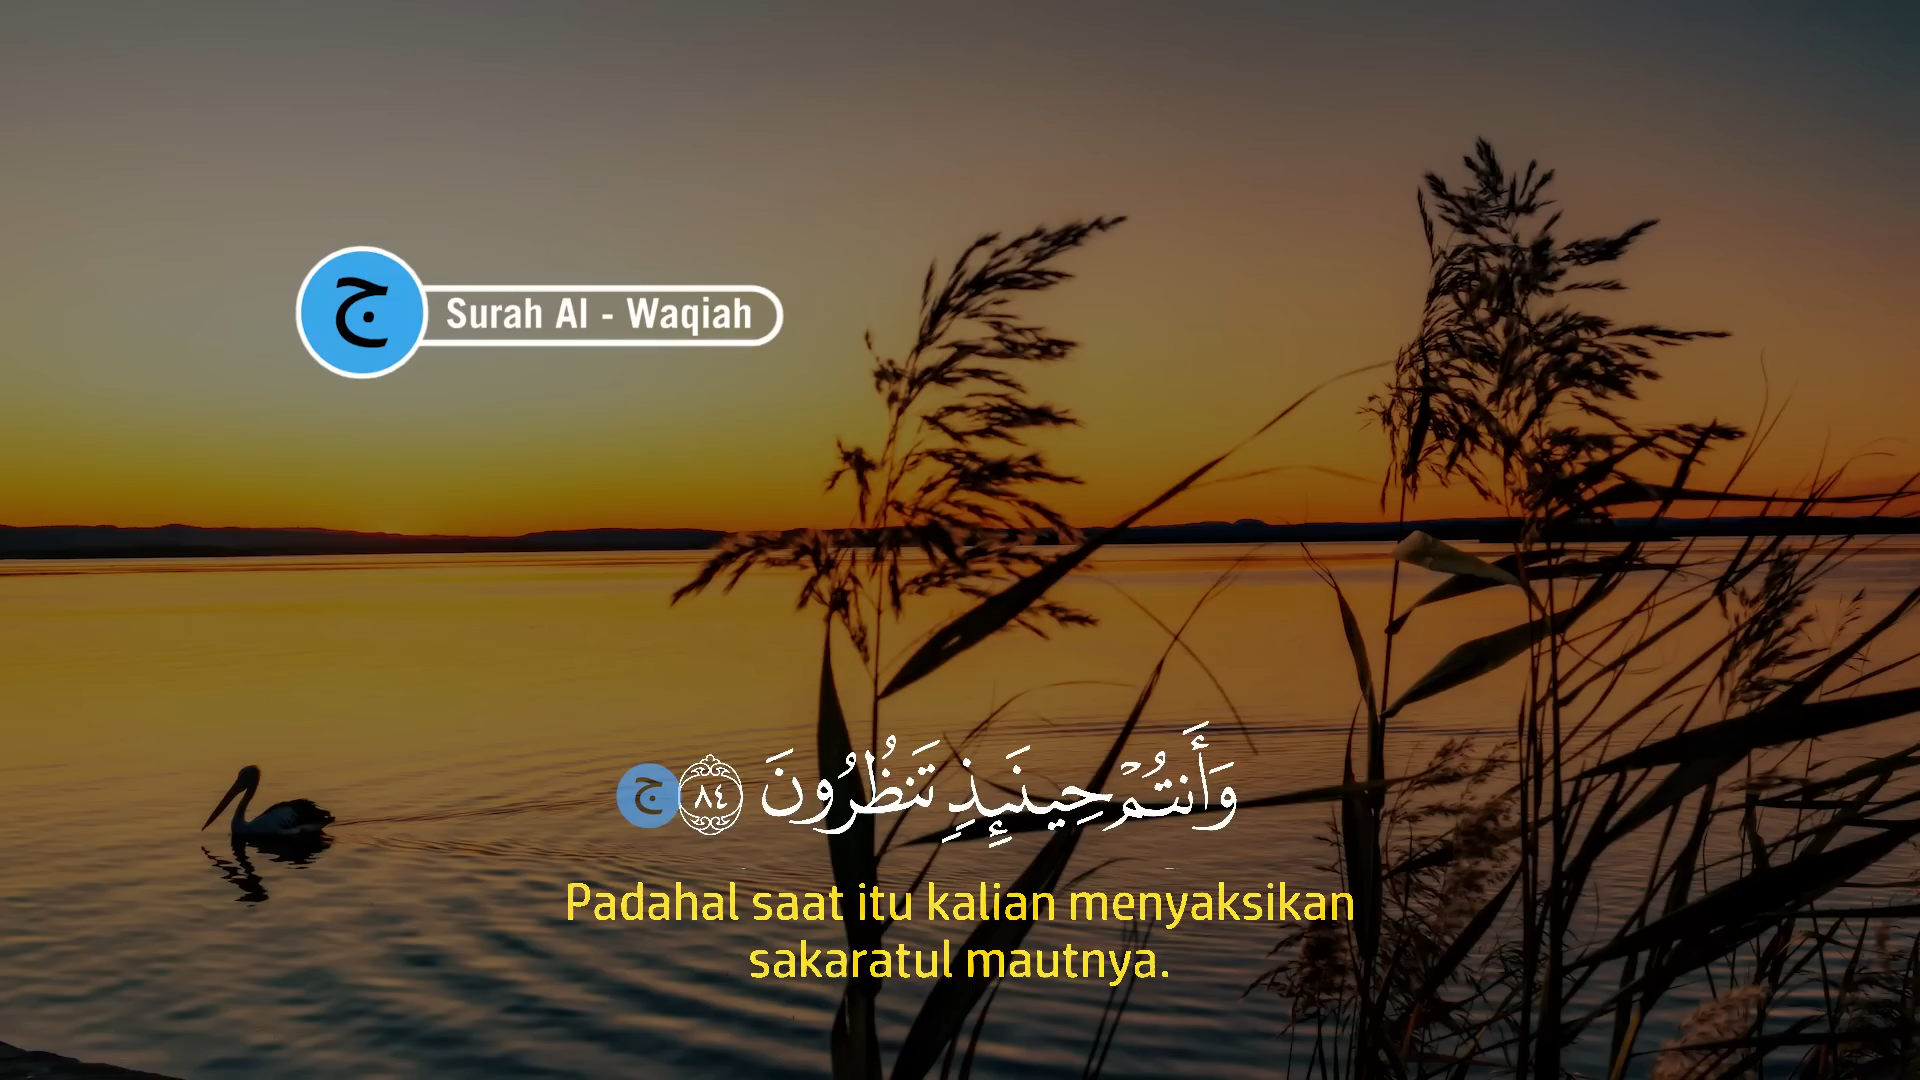 ج
Surah Al - Waqiah
وَأَنتُمْ حِينَئِذٍ تَنظُرُونَ ٨٤ ج
Padahal saat itu kalian menyaksikan
sakaratul mautnya.